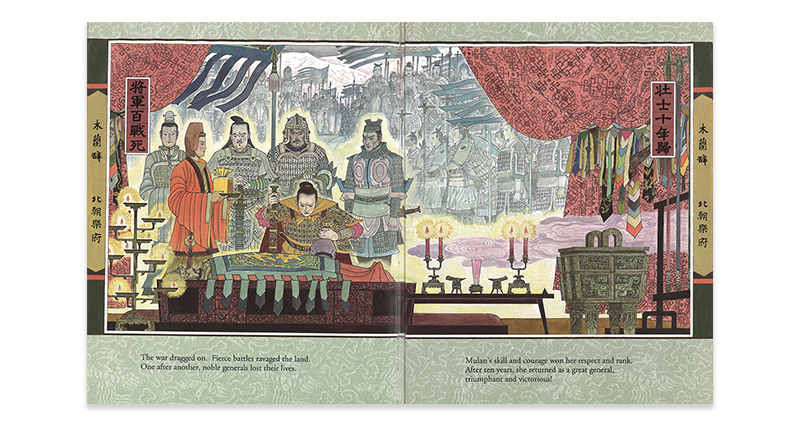 木蘭辭 北朝樂府
將軍百戰死
壯士十年歸
木蘭辭 北朝樂府
The war dragged on. Fierce battles ravaged the land.
One after another, noble generals lost their lives.
Mulan's skill and courage won her respect and rank.
After ten years, she returned as a great general,
triumphant and victorious!